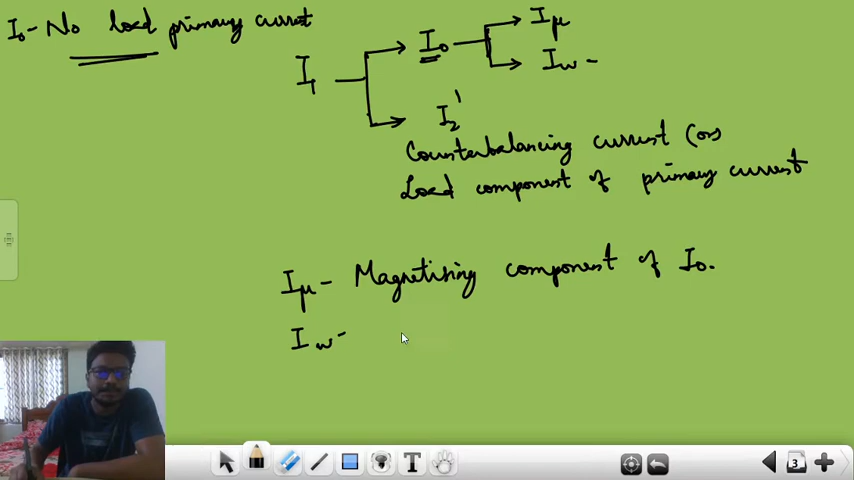 I₀- No load primary current
I₁ → I₀ → Iμ
Iw -
I₂'
Counterbalancing current (or)
Load component of primary current
Iμ - Magnetising component of I₀.
Iw -
T
3